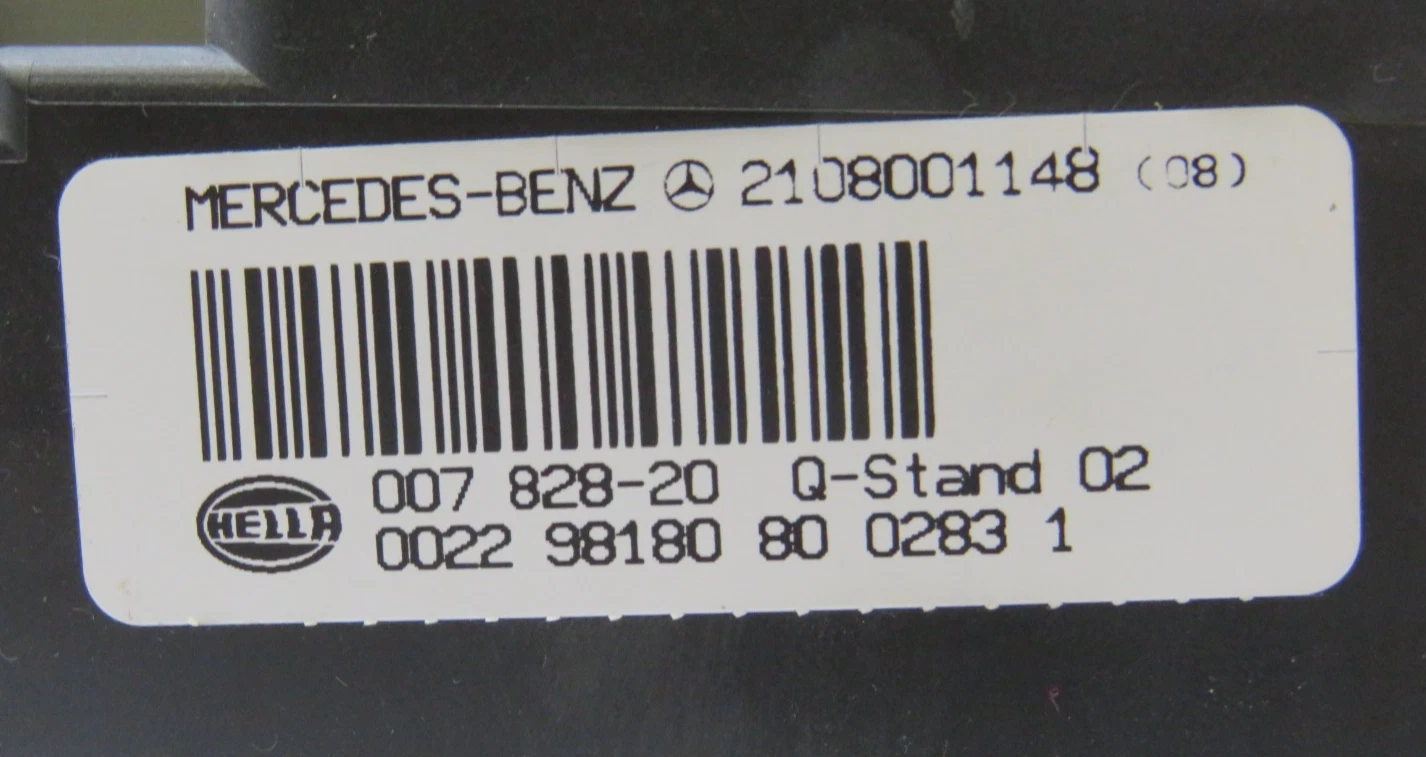 MERCEDES-BENZ 2108001148 (08)
007 828-20 Q-Stand 02
HELLA
0022 98180 80 0283 1